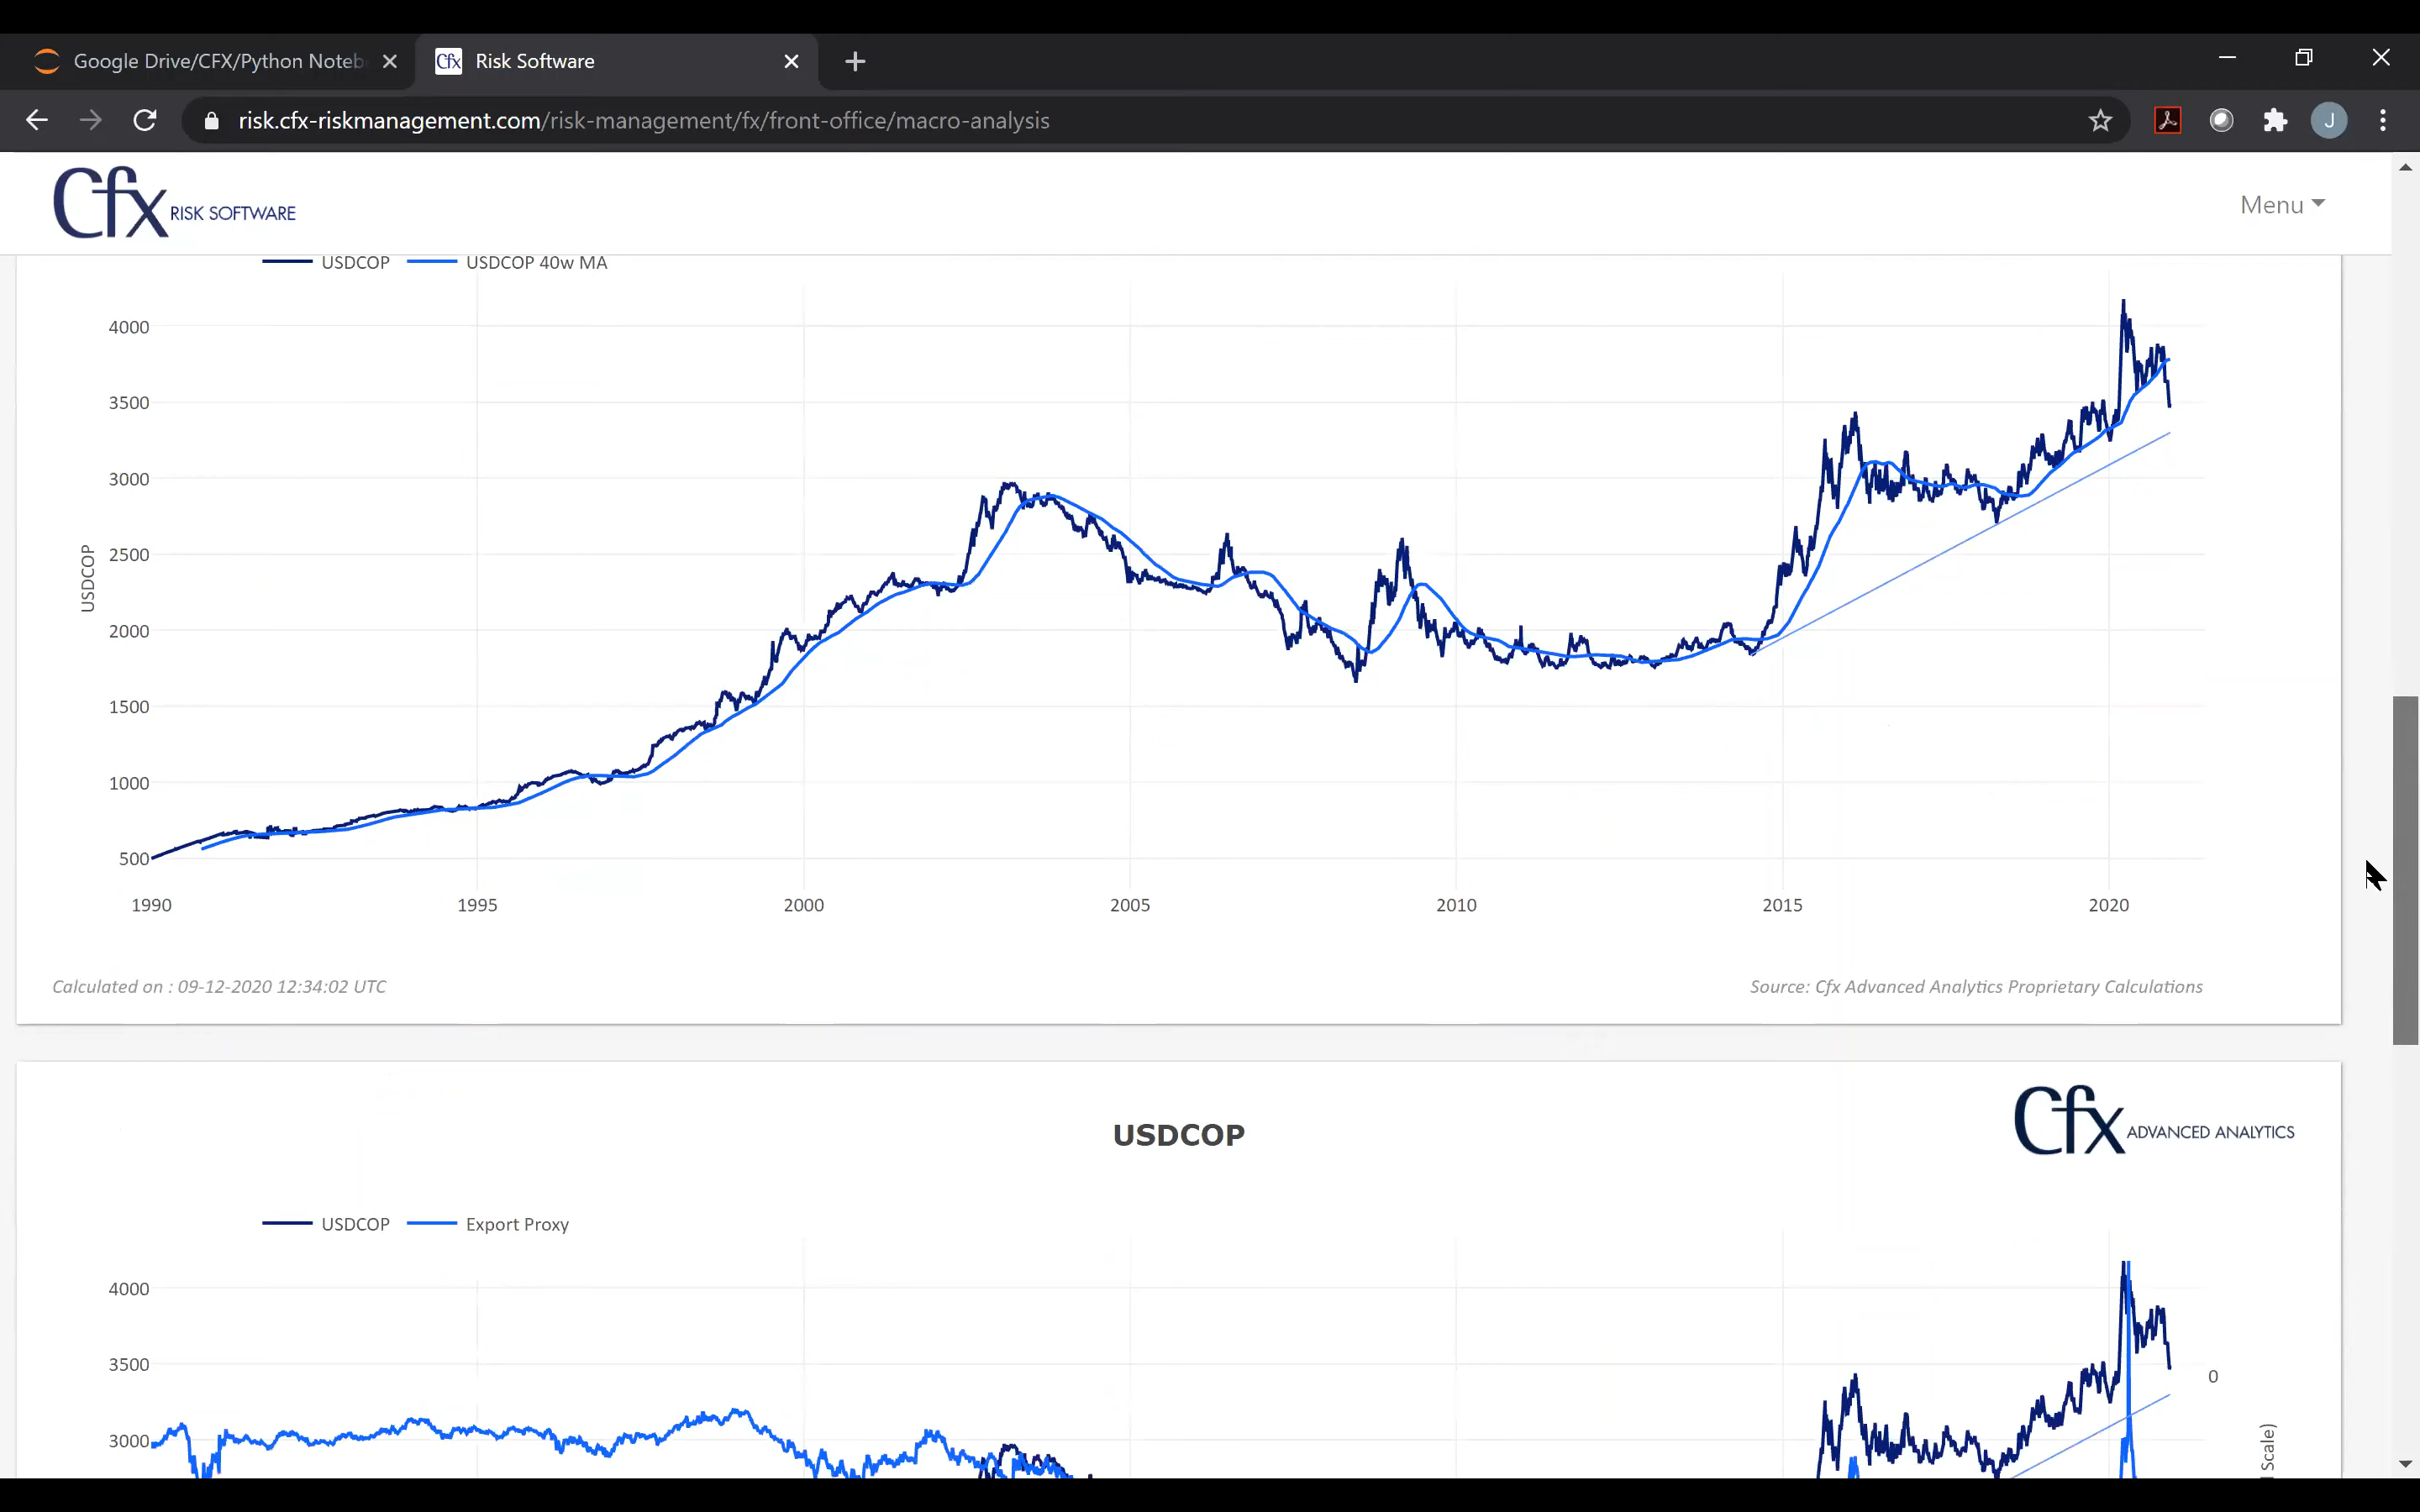 Google Drive/CFX/Python Noteb
Cfx Risk Software
risk.cfx-riskmanagement.com/risk-management/fx/front-office/macro-analysis
J
Cfx RISK SOFTWARE
Menu
USDCOP USDCOP 40w MA
4000
3500
3000
2500
2000
1500
1000
500
USDCOP
1990 1995 2000 2005 2010 2015 2020
Calculated on : 09-12-2020 12:34:02 UTC
Source: Cfx Advanced Analytics Proprietary Calculations
USDCOP
Cfx ADVANCED ANALYTICS
USDCOP Export Proxy
4000
3500
3000
0
Scale)